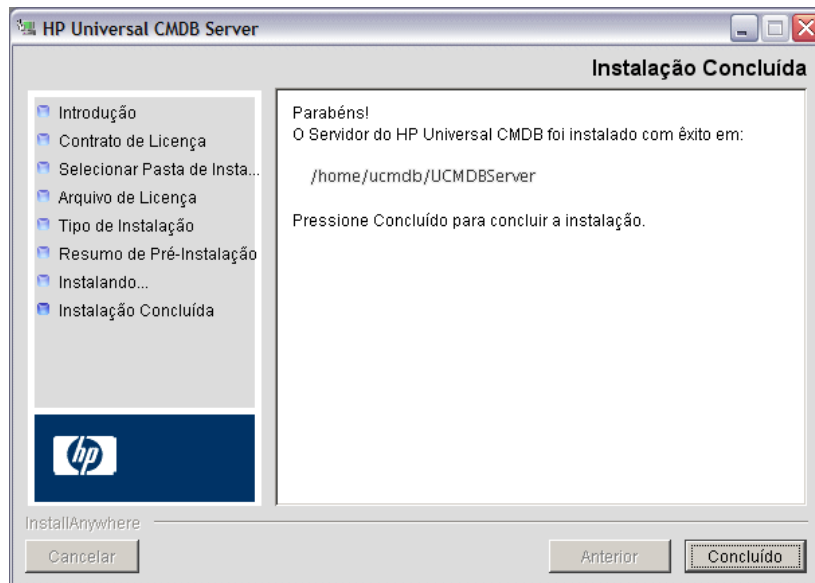 HP Universal CMDB Server
Instalação Concluída
Introdução
Contrato de Licença
Selecionar Pasta de Insta...
Arquivo de Licença
Tipo de Instalação
Resumo de Pré-Instalação
Instalando...
Instalação Concluída
Parabéns!
O Servidor do HP Universal CMDB foi instalado com êxito em:
/home/ucmdb/UCMDBServer
Pressione Concluído para concluir a instalação.
hp
InstallAnywhere
Cancelar
Anterior
Concluído